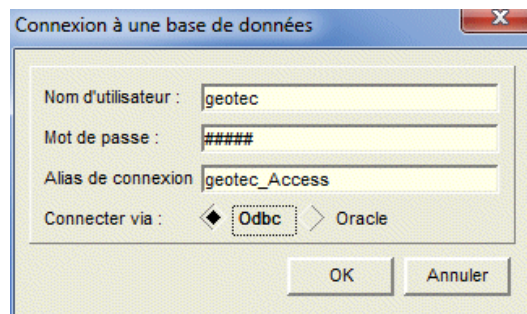 Connexion à une base de données
Nom d'utilisateur : geotec
Mot de passe : #####
Alias de connexion geotec_Access
Connecter via : Odbc Oracle
OK Annuler